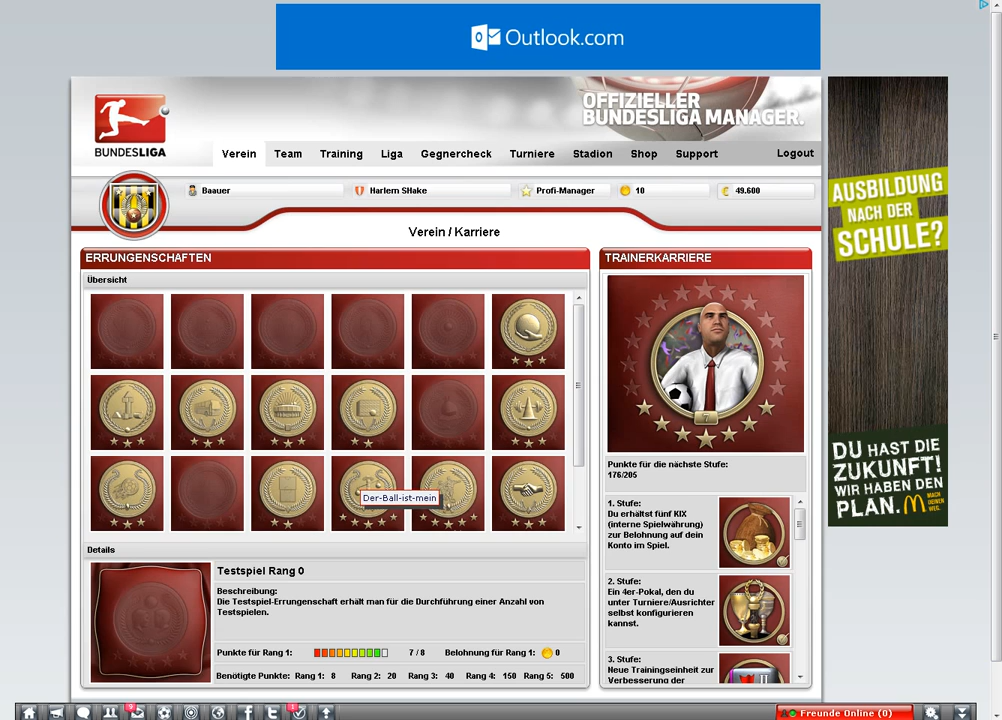 Outlook.com
OFFIZIELLER
BUNDESLIGA MANAGER.
BUNDESLIGA
Verein Team Training Liga Gegnercheck Turniere Stadion Shop Support Logout
Baauer Harlem SHake Profi-Manager 10 49.600
Verein / Karriere
ERRUNGENSCHAFTEN
Übersicht
Der-Ball-ist-mein
Details
Testspiel Rang 0
Beschreibung:
Die Testspiel-Errungenschaft erhält man für die Durchführung einer Anzahl von
Testspielen.
Punkte für Rang 1: 7 / 8 Belohnung für Rang 1: 0
Benötigte Punkte: Rang 1: 8 Rang 2: 20 Rang 3: 40 Rang 4: 150 Rang 5: 500
TRAINERKARRIERE
7
Punkte für die nächste Stufe:
176/205
1. Stufe:
Du erhältst fünf KIX
(interne Spielwährung)
zur Belohnung auf dein
Konto im Spiel.
2. Stufe:
Ein 4er-Pokal, den du
unter Turniere/Ausrichter
selbst konfigurieren
kannst.
3. Stufe:
Neue Trainingseinheit zur
Verbesserung der
AUSBILDUNG
NACH DER
SCHULE?
DU HAST DIE
ZUKUNFT!
WIR HABEN DEN
PLAN.
MACH
DEINEN
WEG.
9
1
Freunde Online (0)